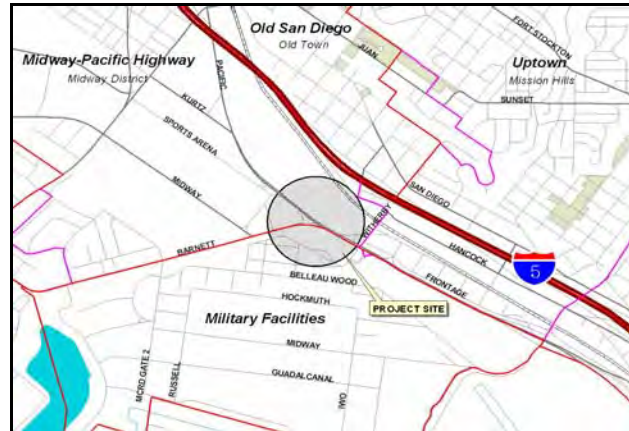 Old San Diego
Old Town
Midway-Pacific Highway
Midway District
Uptown
Mission Hills
FORT STOCKTON
JUAN
PACIFIC
SUNSET
KURTZ
SPORTS ARENA
MIDWAY
SAN DIEGO
WITHERBY
BARNETT
HANCOCK
5
BELLEAU WOOD
FRONTAGE
HOCKMUTH
PROJECT SITE
Military Facilities
MIDWAY
MCRD GATE 2
RUSSELL
GUADALCANAL
IWO